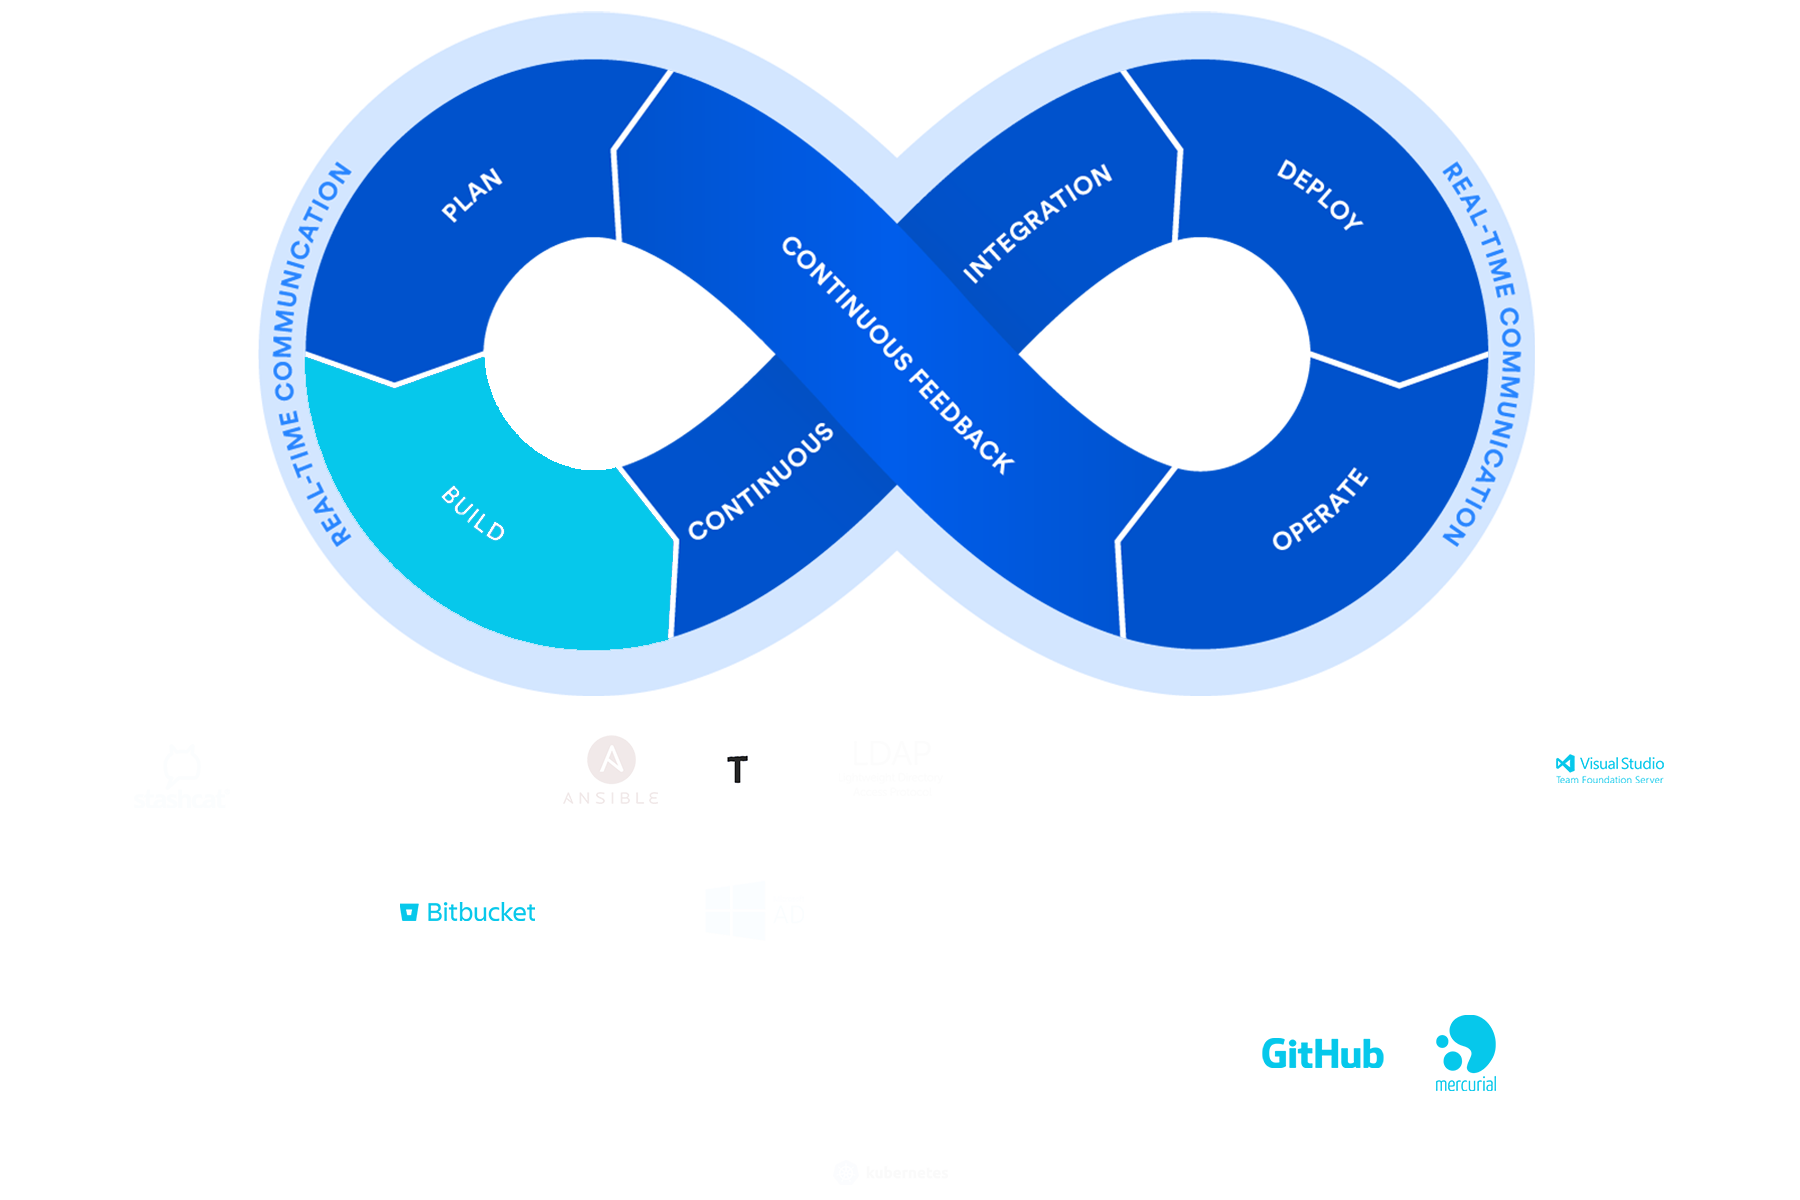 REAL-TIME COMMUNICATION
PLAN
BUILD
CONTINUOUS
INTEGRATION
CONTINUOUS FEEDBACK
DEPLOY
OPERATE
REAL-TIME COMMUNICATION
ANSIBLE
T
LDAP
Visual Studio
Team Foundation Server
Bitbucket
AD
GitHub
mercurial
kubernetes